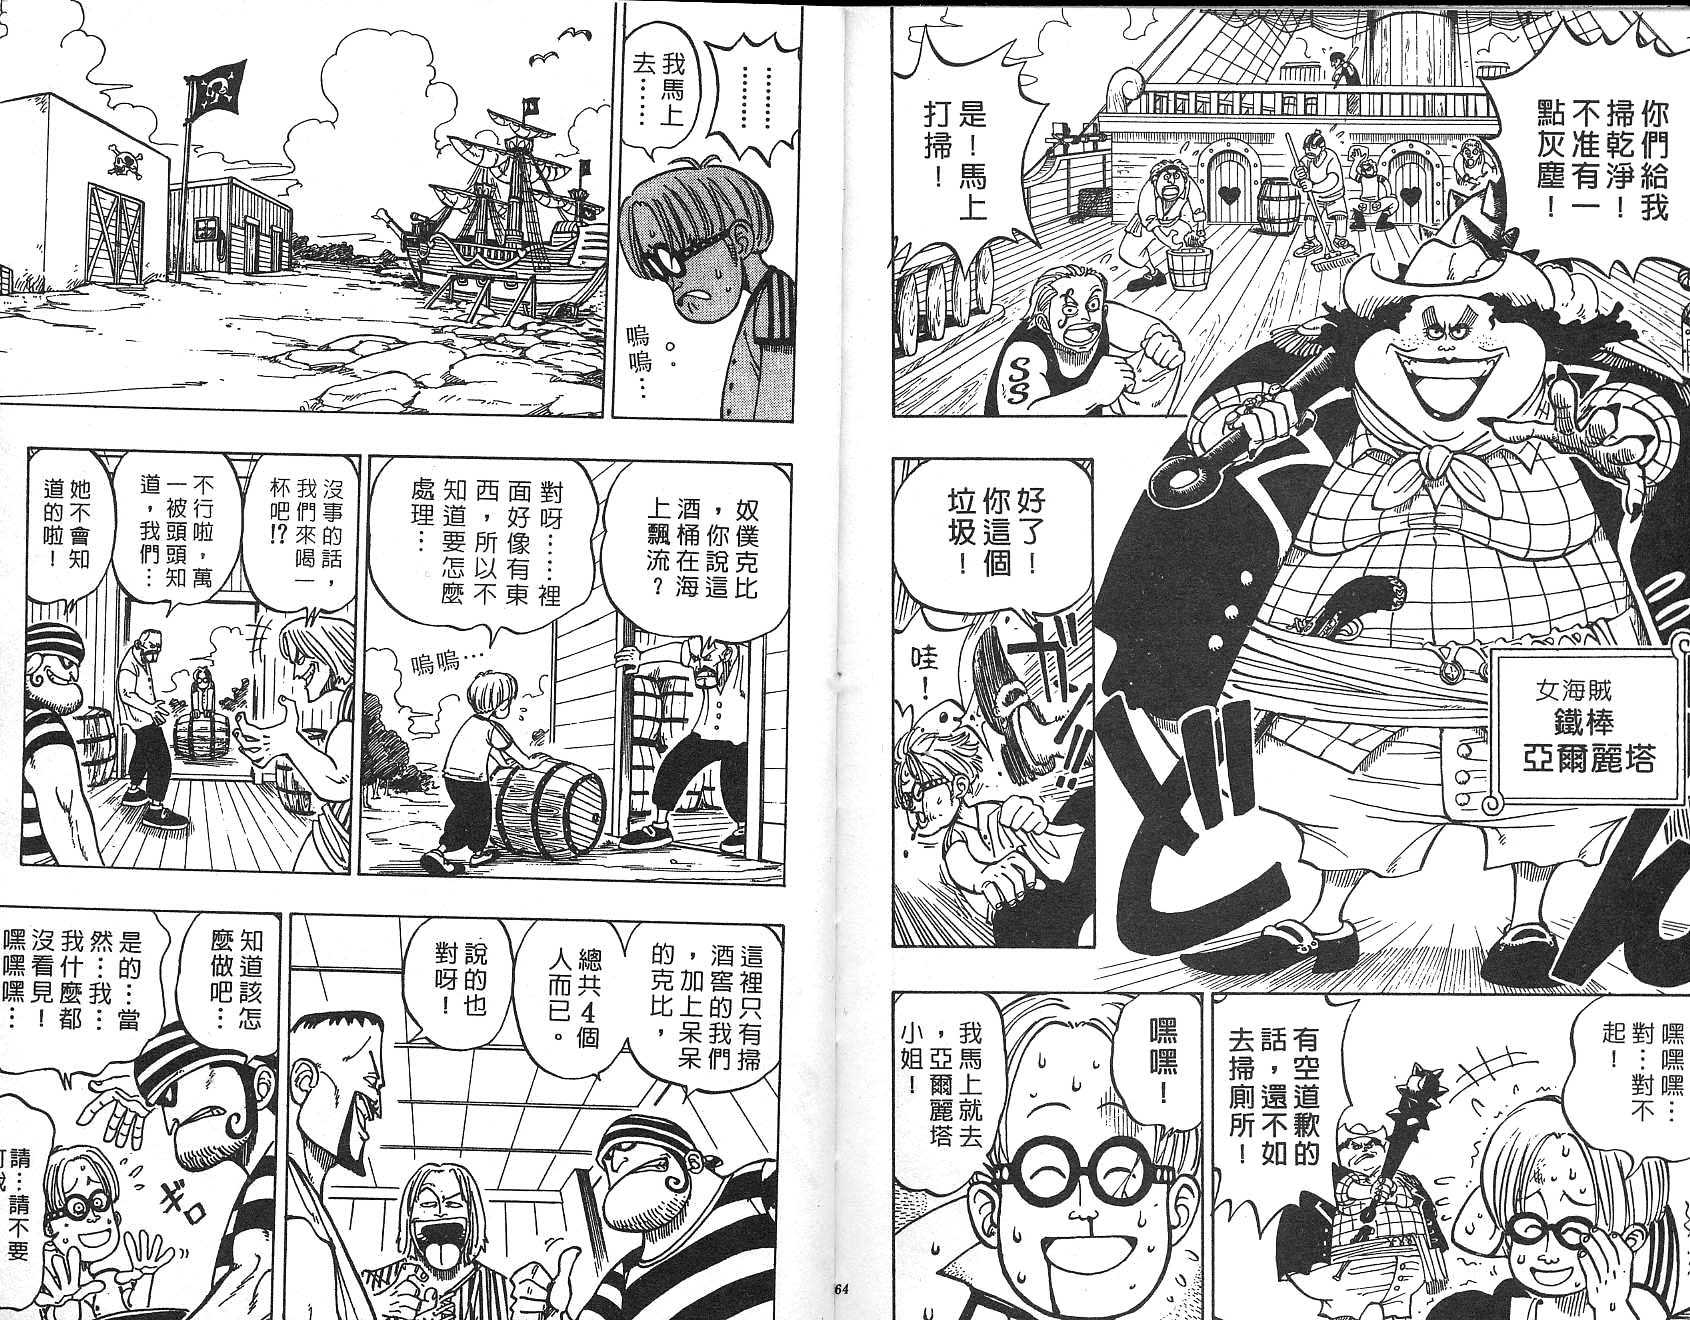 你們給我
掃乾淨！
不准有一
點灰塵！
是！馬上
打掃！
SS
女海賊
鐵棒
亞爾麗塔
好了！
你這個
垃圾！
ガッ!!
哇！
どん
嘿嘿嘿…
對…對不
起！
有空道歉的
話，還不如
去掃廁所！
嘿嘿！
我馬上就去
，亞爾麗塔
小姐！
………
………
我馬上
去……
嗚嗚…
奴僕克比
，你說這
酒桶在海
上飄流？
對呀……裡
面好像有東
西，所以不
知道要怎麼
處理…
嗚嗚…
沒事的話，
我們來喝一
杯吧!?
不行啦，萬
一被頭頭知
道，我們…
她不會知
道的啦！
這裡只有掃
酒窖的我們
，加上呆呆
的克比，
總共4個
人而已。
說的也
對呀！
知道該怎
麼做吧…
是的…當
然…我…
我什麼都
沒看見！
嘿嘿嘿…
ギロ
請…請不要
打我
64